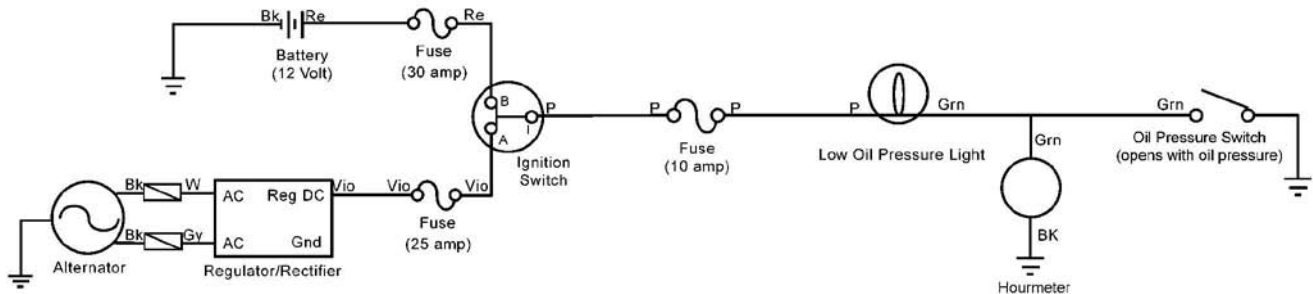 Bk Re
Battery
(12 Volt)
Fuse
(30 amp)
Re
B
A
I
Ignition
Switch
P
P
P
Fuse
(10 amp)
P
Grn
Low Oil Pressure Light
Grn
Grn
Oil Pressure Switch
(opens with oil pressure)
BK
Hourmeter
Bk W
Bk Gy
Alternator
AC Reg DC
AC Gnd
Regulator/Rectifier
Vio
Vio
Vio
Fuse
(25 amp)